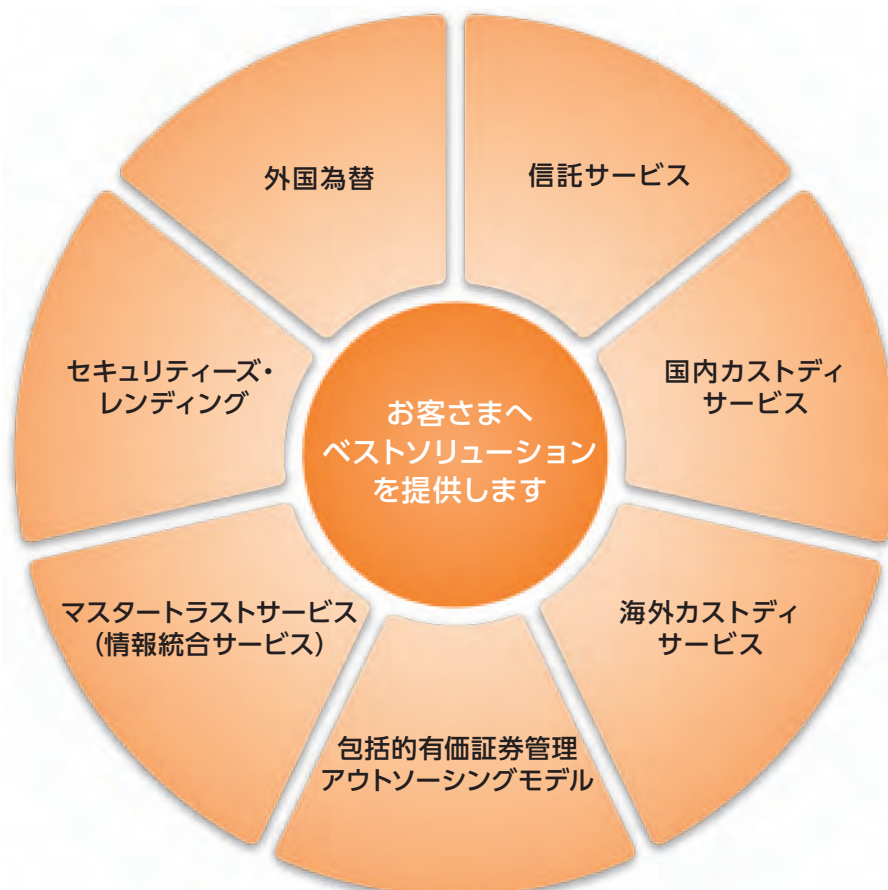 外国為替
信託サービス
セキュリティーズ・
レンディング
お客さまへ
ベストソリューション
を提供します
国内カストディ
サービス
マスタートラストサービス
(情報統合サービス)
海外カストディ
サービス
包括的有価証券管理
アウトソーシングモデル